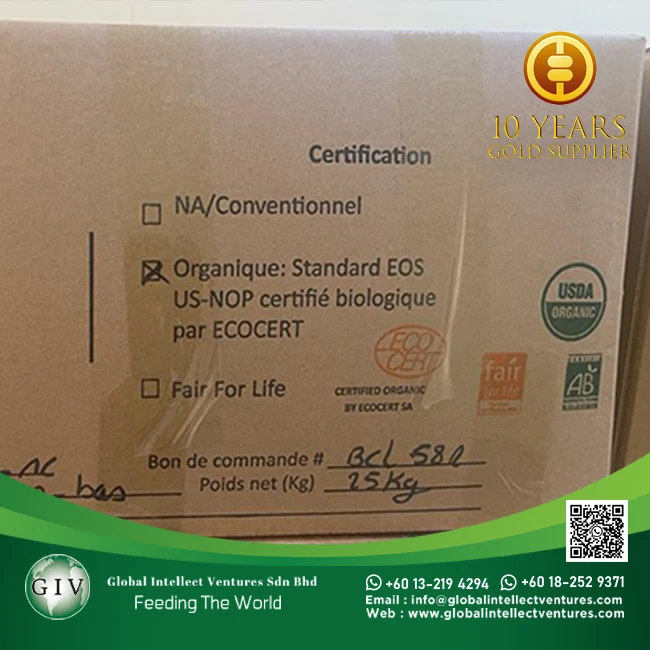 10 YEARS
GOLD SUPPLIER
Certification
NA/Conventionnel
Organique: Standard EOS
US-NOP certifié biologique
par ECOCERT
USDA
ORGANIC
ECO
CERT
CERTIFIED ORGANIC
BY ECOCERT SA
fair
for life
AB
Fair For Life
Bon de commande # BCL 58
Poids net (Kg) 25Kg
bas
GIV
Global Intellect Ventures Sdn Bhd
Feeding The World
+60 13-219 4294 +60 18-252 9371
Email : info@globalintellectventures.com
Web : www.globalintellectventures.com